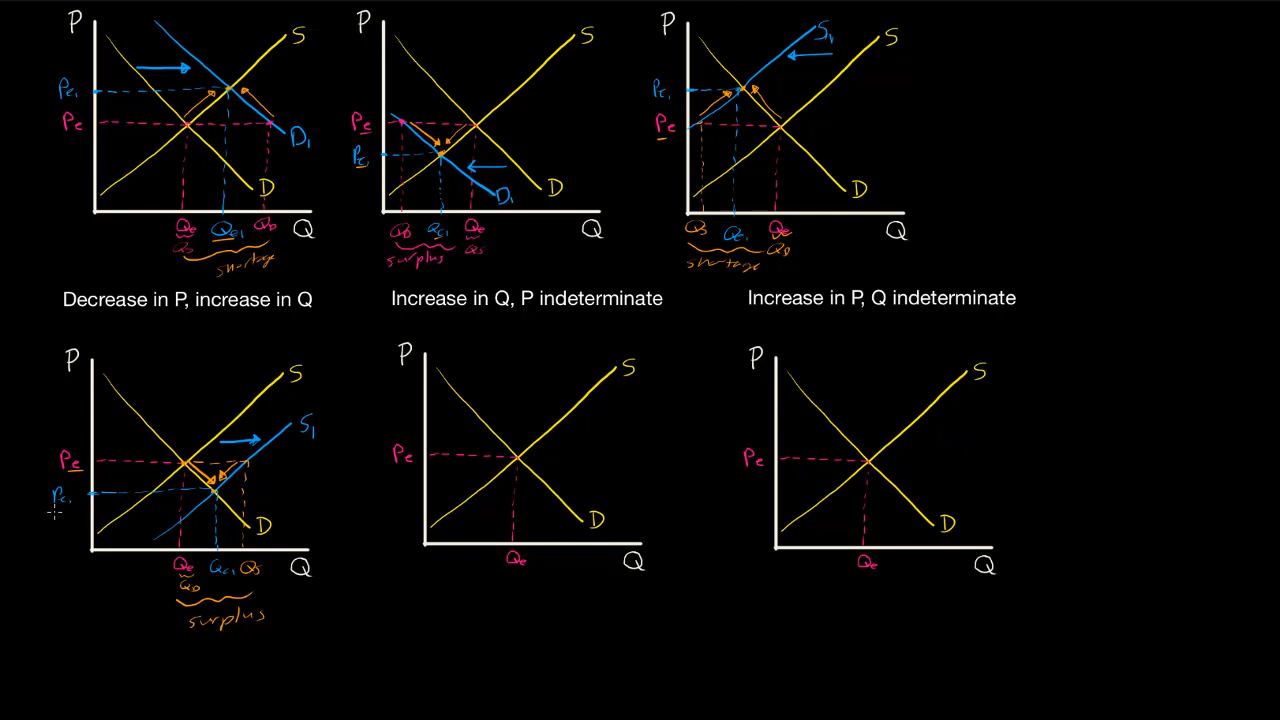 P
S
Pe1
Pe
D1
D
Qe
Qe1
QD
Q
QS
shortage
P
S
Pe
Pe1
D1
D
QD
Qe1
Qe
Q
QS
surplus
P
S1
S
Pe1
Pe
D
QS
Qe1
Qe
Q
QD
shortage
Decrease in P, increase in Q
Increase in Q, P indeterminate
Increase in P, Q indeterminate
P
S
S1
Pe
Pe1
D
Qe
Qe1
QS
Q
QD
surplus
P
S
Pe
D
Qe
Q
P
S
Pe
D
Qe
Q